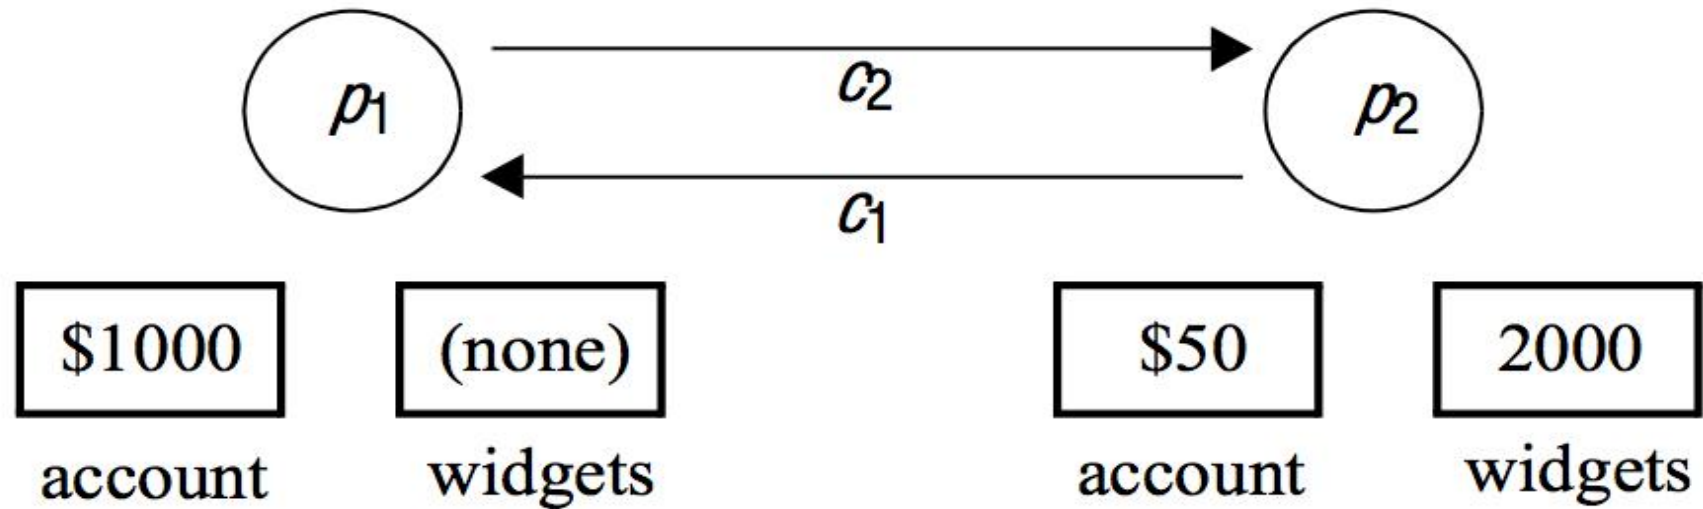 p1 c2 p2
c1
$1000 (none) $50 2000
account widgets account widgets